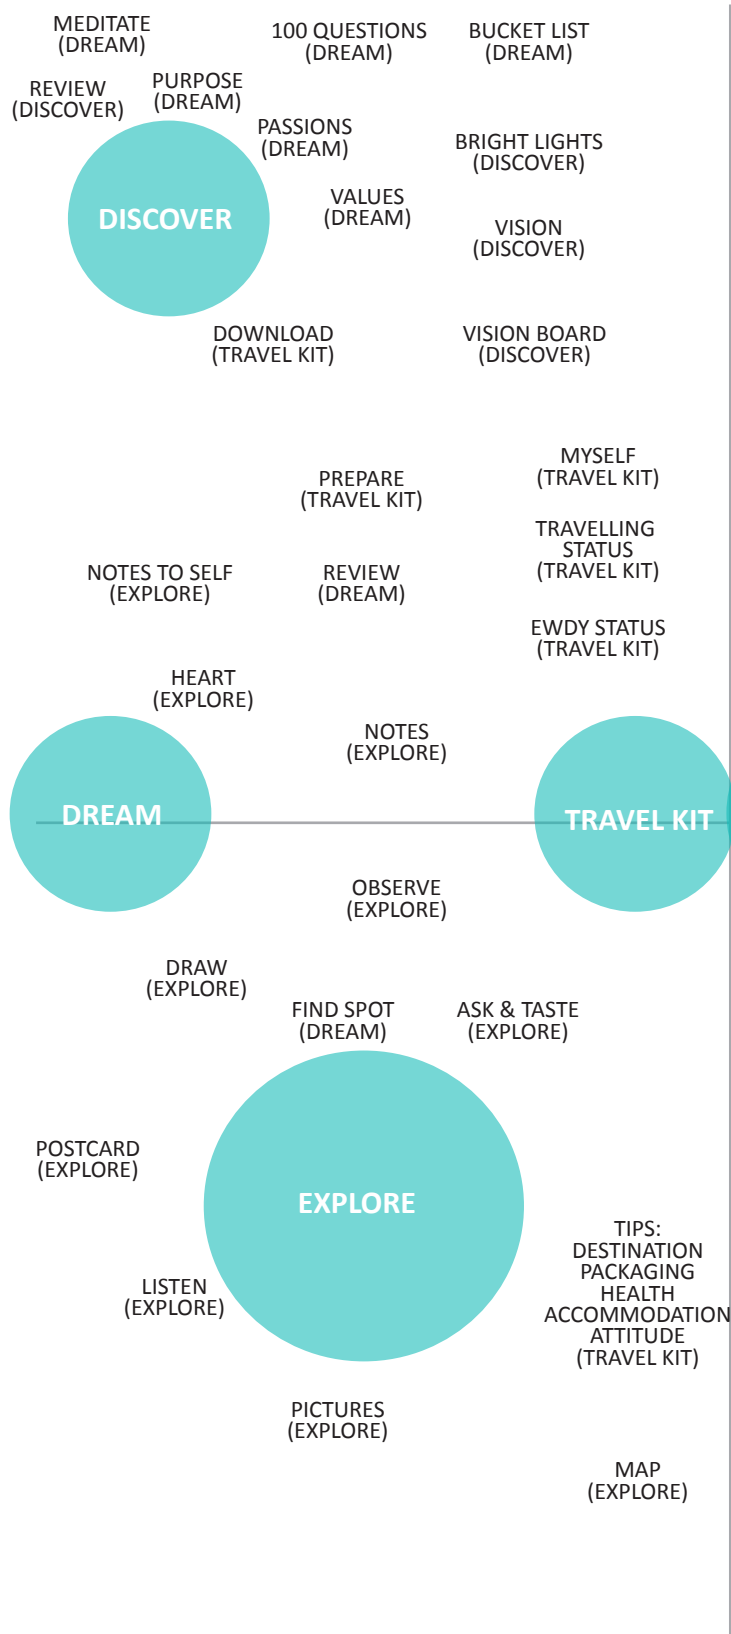 MEDITATE
(DREAM)
100 QUESTIONS
(DREAM)
BUCKET LIST
(DREAM)
REVIEW
(DISCOVER)
PURPOSE
(DREAM)
PASSIONS
(DREAM)
BRIGHT LIGHTS
(DISCOVER)
DISCOVER
VALUES
(DREAM)
VISION
(DISCOVER)
DOWNLOAD
(TRAVEL KIT)
VISION BOARD
(DISCOVER)
PREPARE
(TRAVEL KIT)
MYSELF
(TRAVEL KIT)
TRAVELLING
STATUS
(TRAVEL KIT)
NOTES TO SELF
(EXPLORE)
REVIEW
(DREAM)
EWDY STATUS
(TRAVEL KIT)
HEART
(EXPLORE)
NOTES
(EXPLORE)
DREAM
TRAVEL KIT
OBSERVE
(EXPLORE)
DRAW
(EXPLORE)
FIND SPOT
(DREAM)
ASK & TASTE
(EXPLORE)
POSTCARD
(EXPLORE)
EXPLORE
TIPS:
DESTINATION
PACKAGING
HEALTH
ACCOMMODATION
ATTITUDE
(TRAVEL KIT)
LISTEN
(EXPLORE)
PICTURES
(EXPLORE)
MAP
(EXPLORE)